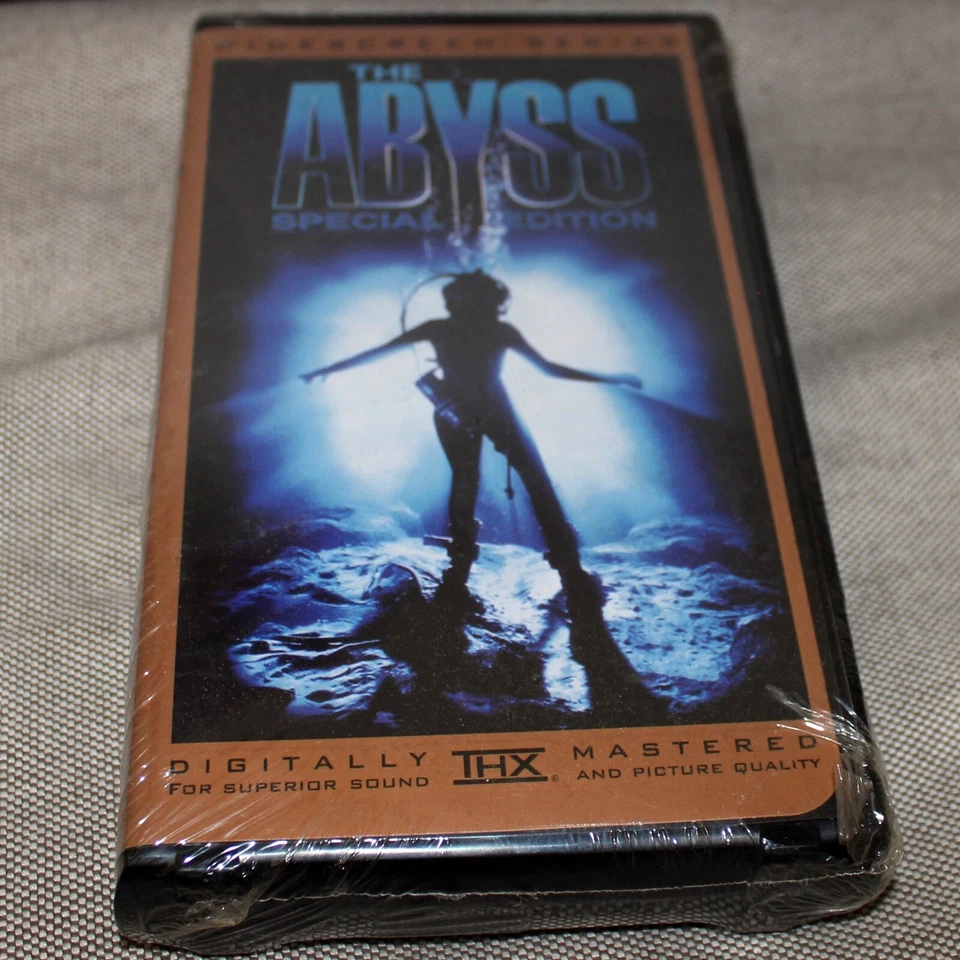 WIDESCREEN SERIES
THE
ABYSS
SPECIAL EDITION
DIGITALLY THX® MASTERED
FOR SUPERIOR SOUND AND PICTURE QUALITY